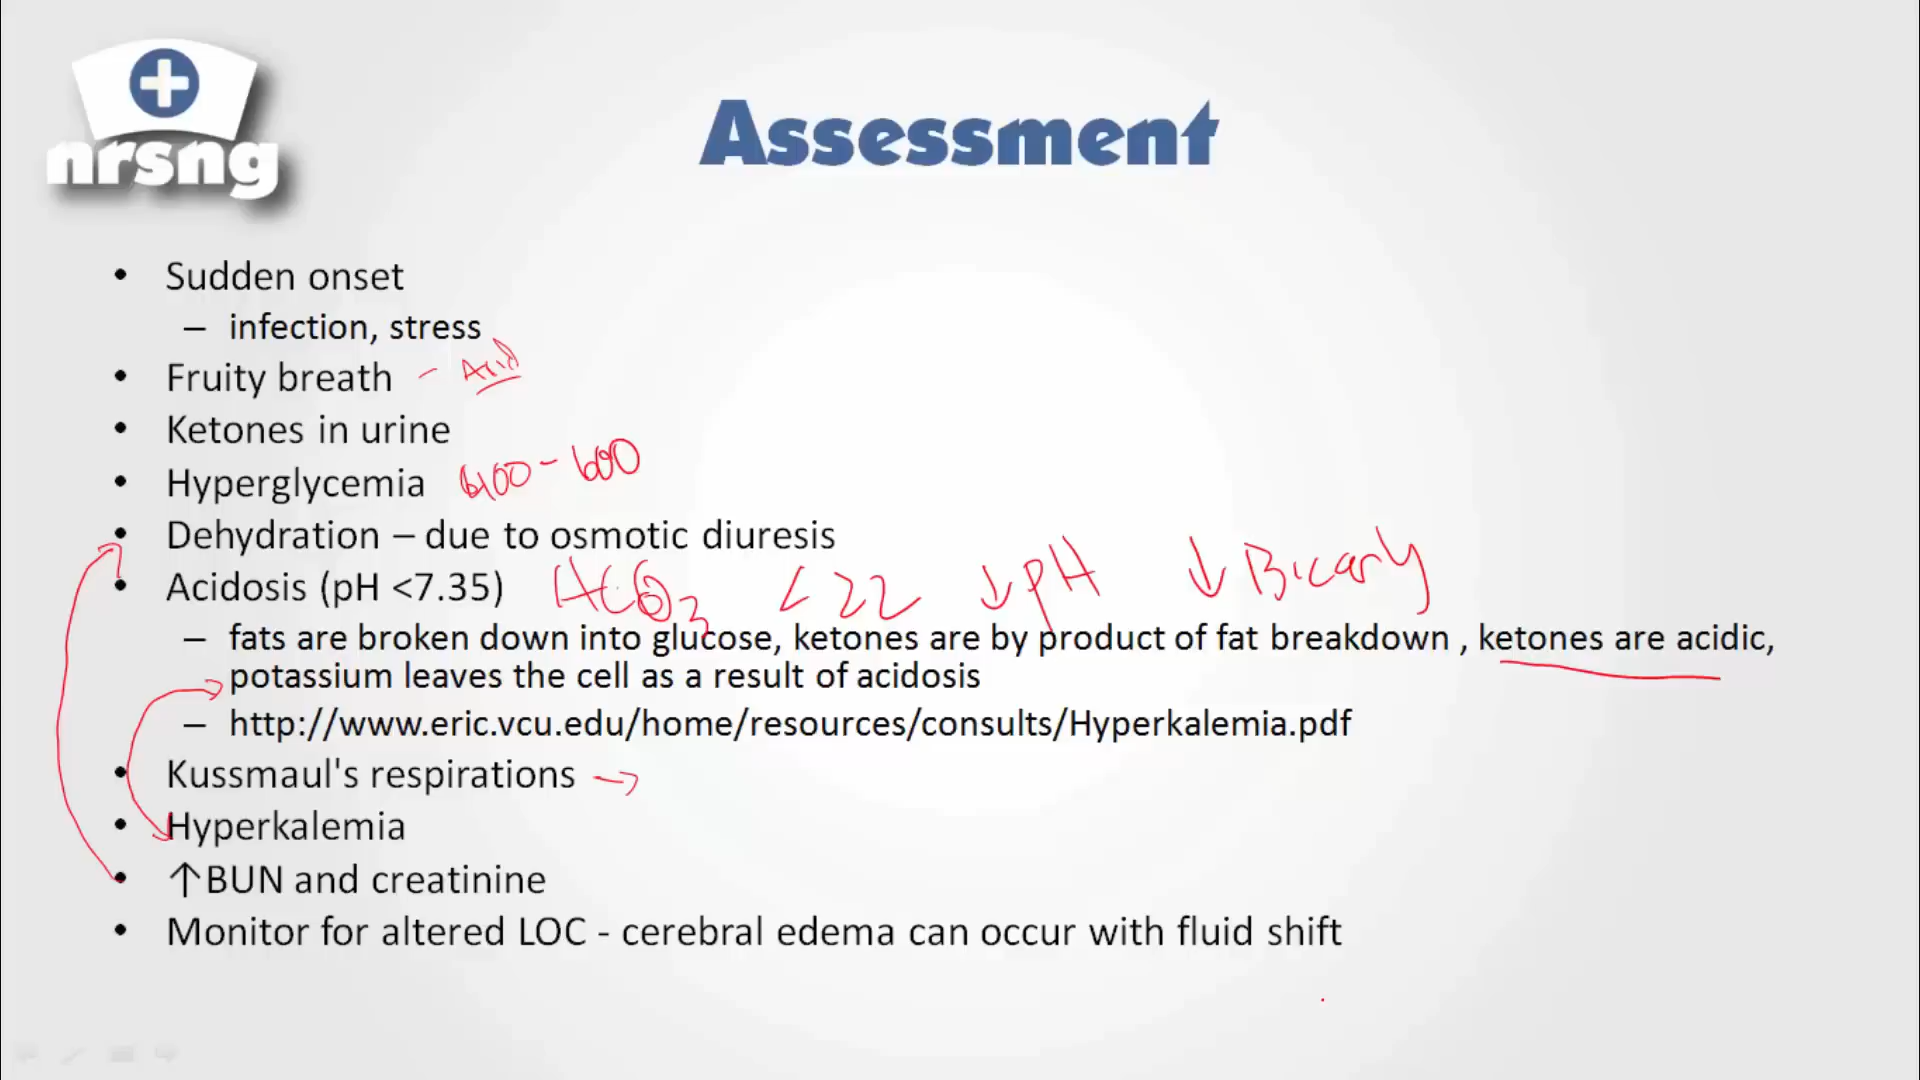 nrsng
Assessment
• Sudden onset
– infection, stress
• Fruity breath – Acid
• Ketones in urine
• Hyperglycemia 400 – 600
• Dehydration – due to osmotic diuresis
• Acidosis (pH <7.35) HCO3 < 22 ↓ pH ↓ Bicarb
– fats are broken down into glucose, ketones are by product of fat breakdown , ketones are acidic,
potassium leaves the cell as a result of acidosis
– http://www.eric.vcu.edu/home/resources/consults/Hyperkalemia.pdf
• Kussmaul's respirations →
• Hyperkalemia
• ↑BUN and creatinine
• Monitor for altered LOC - cerebral edema can occur with fluid shift